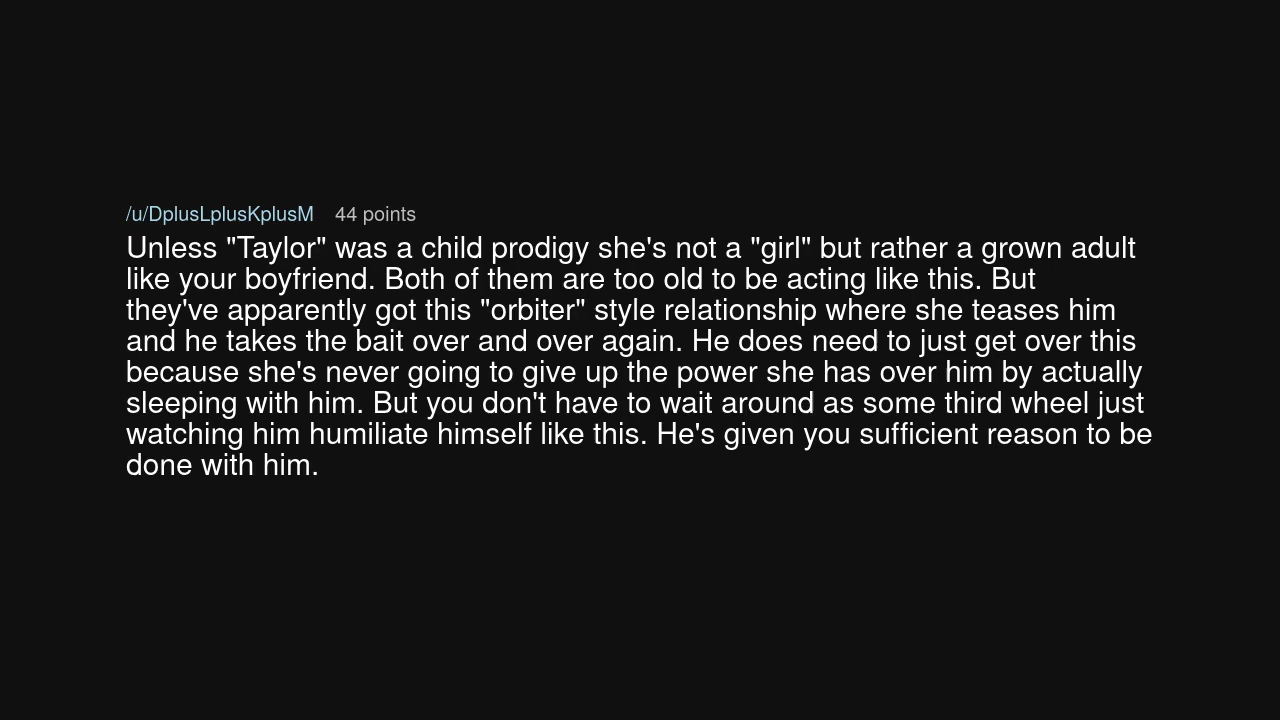 /u/DplusLplusKplusM 44 points
Unless "Taylor" was a child prodigy she's not a "girl" but rather a grown adult
like your boyfriend. Both of them are too old to be acting like this. But
they've apparently got this "orbiter" style relationship where she teases him
and he takes the bait over and over again. He does need to just get over this
because she's never going to give up the power she has over him by actually
sleeping with him. But you don't have to wait around as some third wheel just
watching him humiliate himself like this. He's given you sufficient reason to be
done with him.